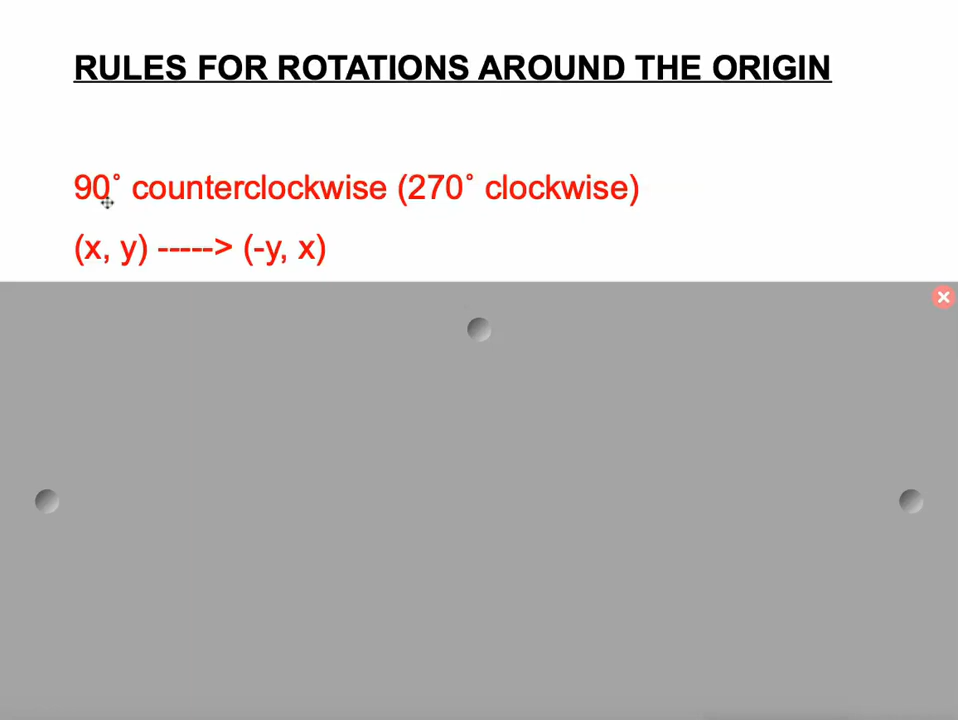 RULES FOR ROTATIONS AROUND THE ORIGIN
90˚ counterclockwise (270˚ clockwise)
(x, y) -----> (-y, x)